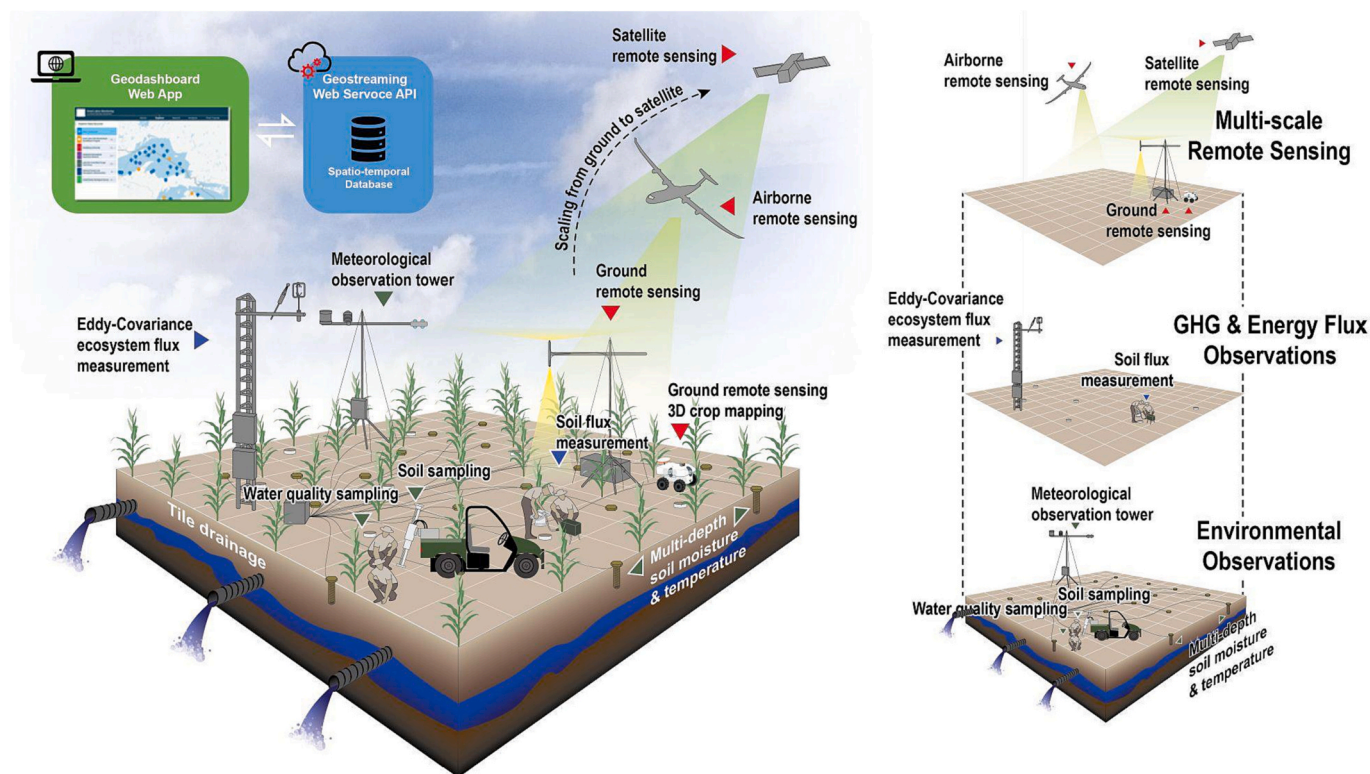 Geodashboard
Web App
Geostreaming
Web Servoce API
Spatio-temporal
Database
Satellite
remote sensing
Scaling from ground to satellite
Airborne
remote sensing
Meteorological
observation tower
Ground
remote sensing
Eddy-Covariance
ecosystem flux
measurement
Ground remote sensing
3D crop mapping
Soil flux
measurement
Soil sampling
Water quality sampling
Tile drainage
Multi-depth
soil moisture
& temperature
Airborne
remote sensing
Satellite
remote sensing
Multi-scale
Remote Sensing
Ground
remote sensing
Eddy-Covariance
ecosystem flux
measurement
GHG & Energy Flux
Observations
Soil flux
measurement
Meteorological
observation tower
Environmental
Observations
Soil sampling
Water quality sampling
Multi-depth
soil moisture
& temperature